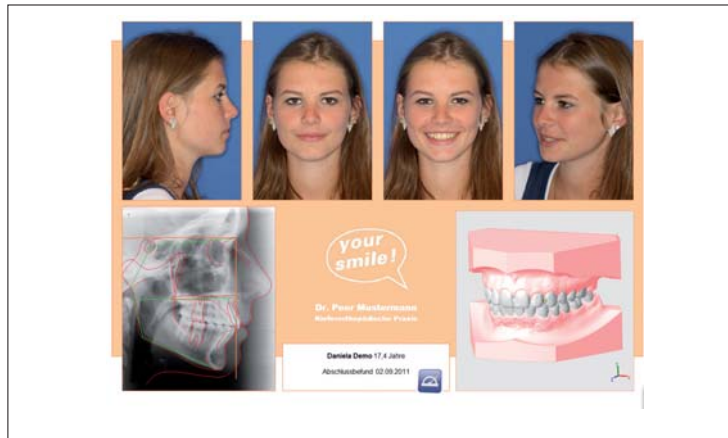 your
smile!
Dr. Peer Mustermann
Kieferorthopädische Praxis
Daniela Demo 17,4 Jahre
Abschlussbefund 02.09.2011